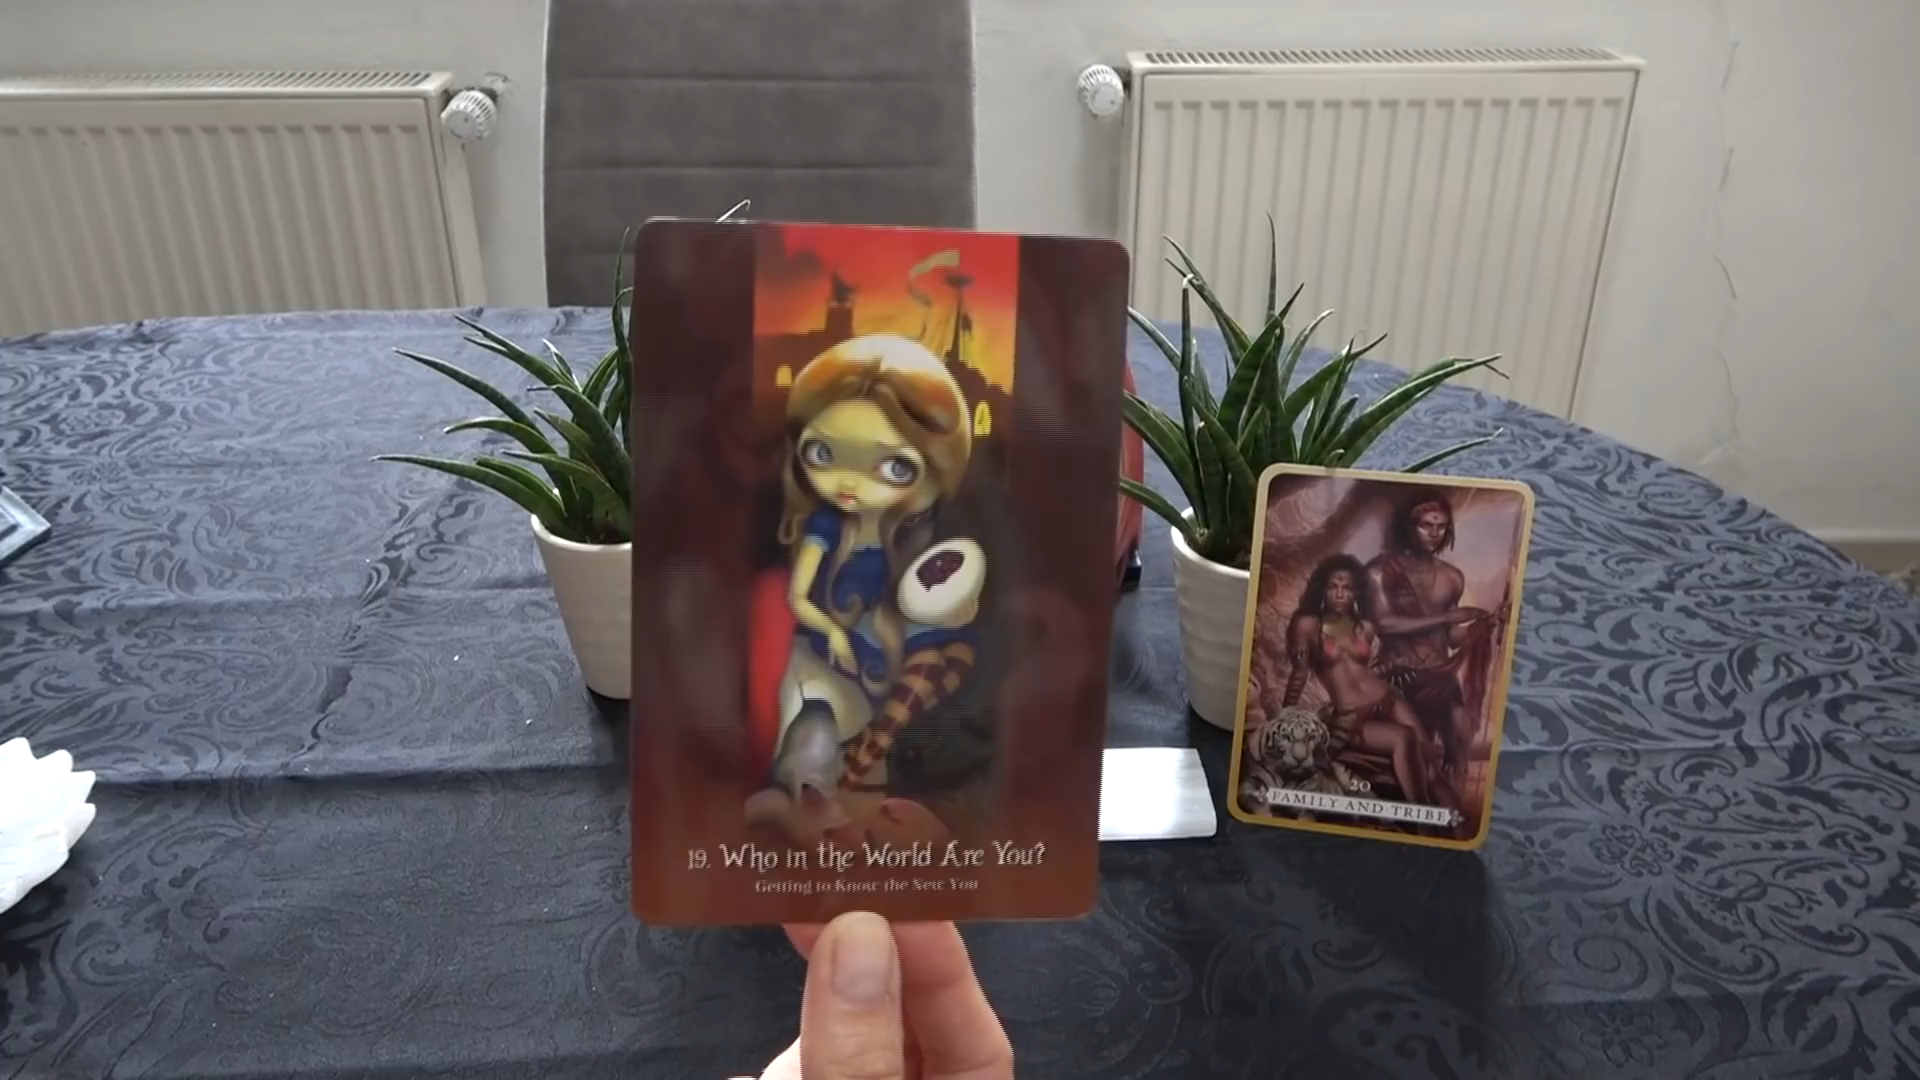 19. Who in the World Are You?
Getting to Know the New You
20
FAMILY AND TRIBE